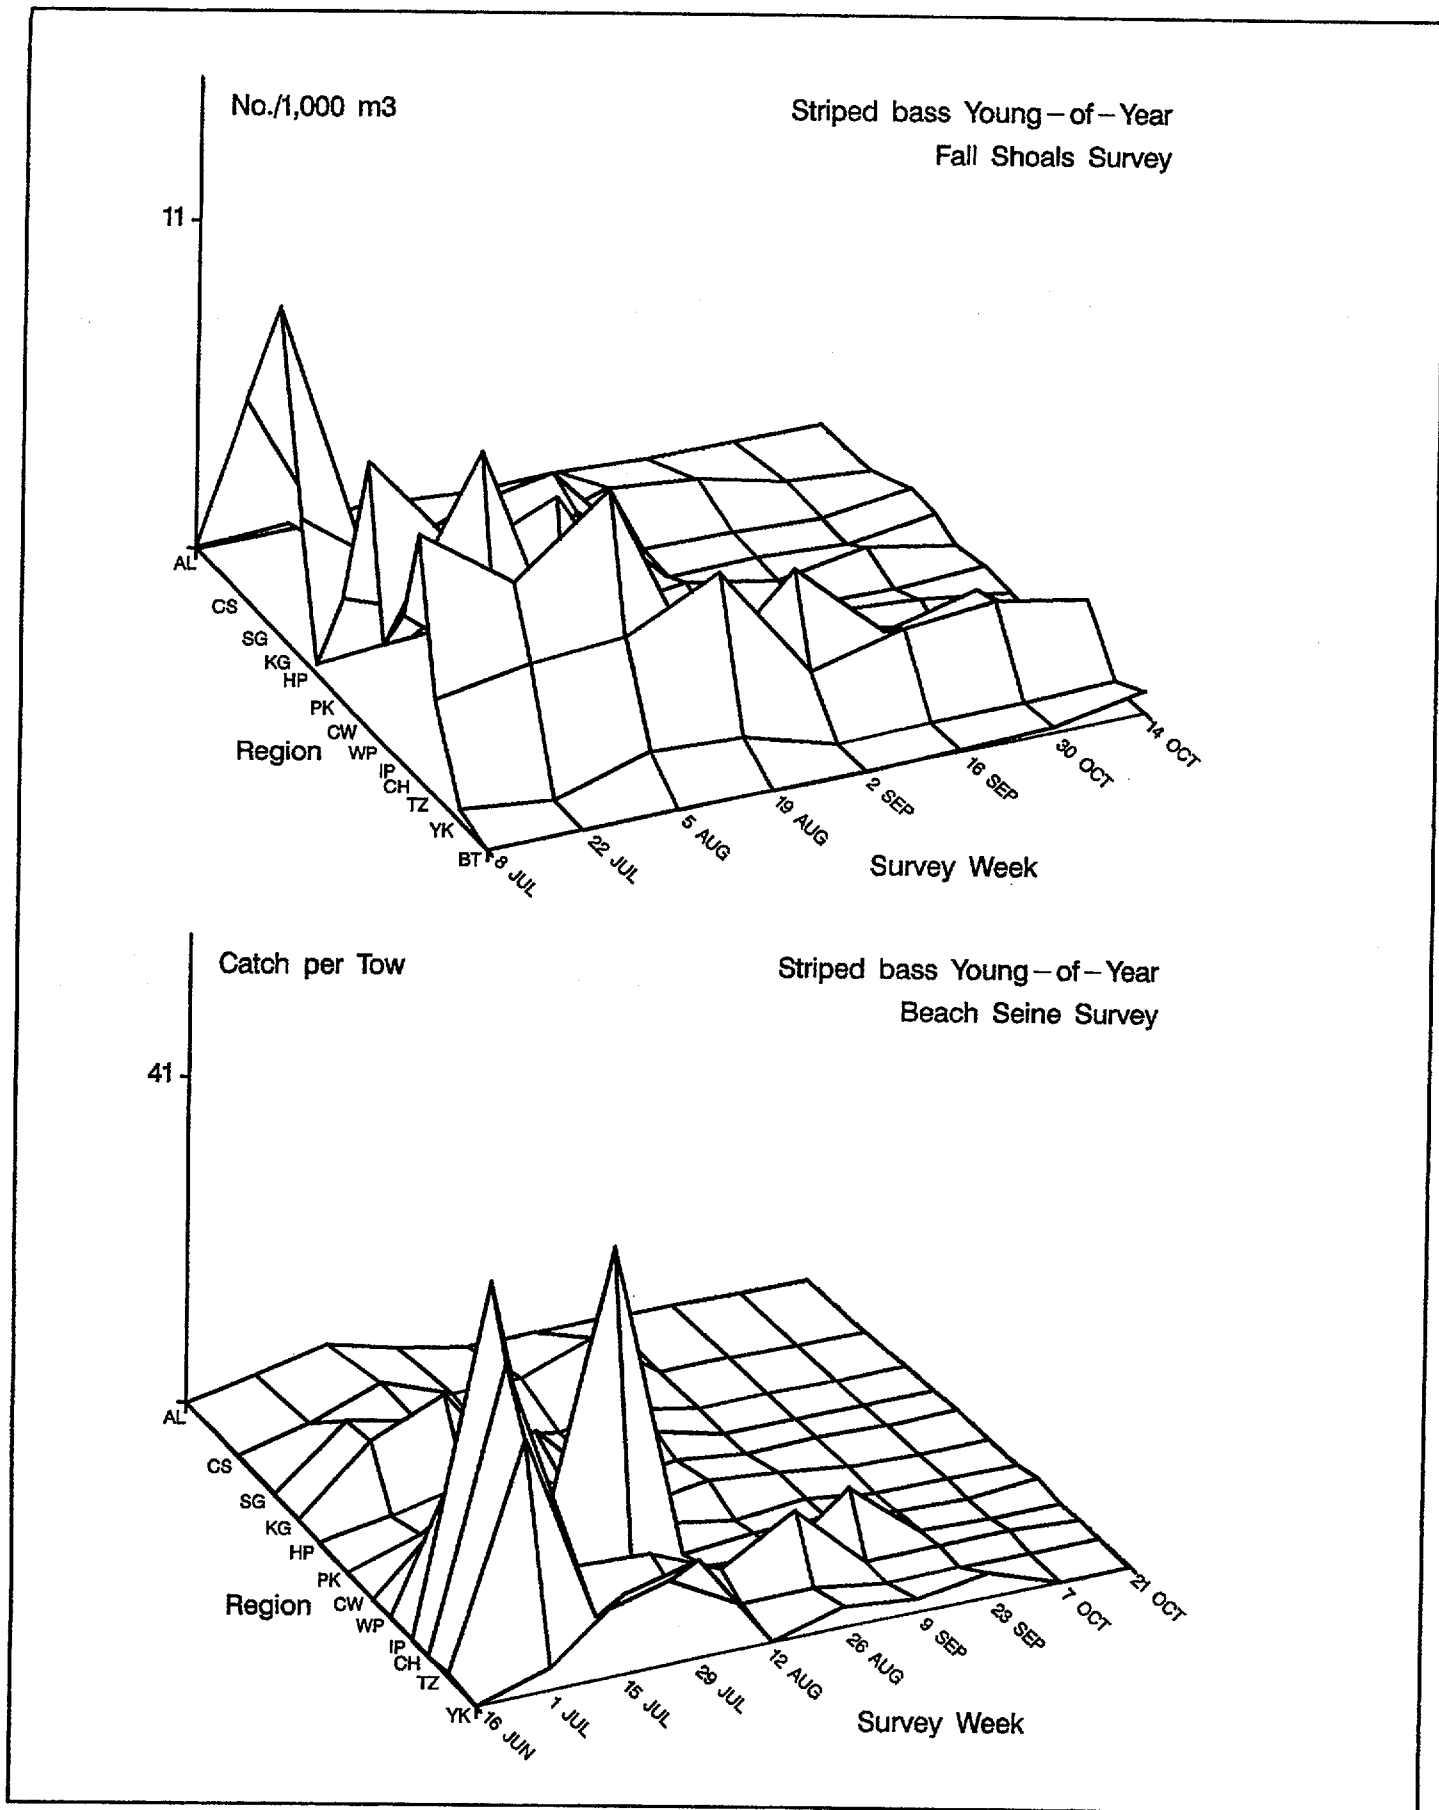 No./1,000 m3
Striped bass Young-of-Year
Fall Shoals Survey
11
AL
CS
SG
KG
HP
PK
CW
WP
IP
CH
TZ
YK
BT
Region
8 JUL
22 JUL
5 AUG
19 AUG
2 SEP
16 SEP
30 OCT
14 OCT
Survey Week
Catch per Tow
Striped bass Young-of-Year
Beach Seine Survey
41
AL
CS
SG
KG
HP
PK
CW
WP
IP
CH
TZ
YK
Region
16 JUN
1 JUL
15 JUL
29 JUL
12 AUG
26 AUG
9 SEP
23 SEP
7 OCT
21 OCT
Survey Week